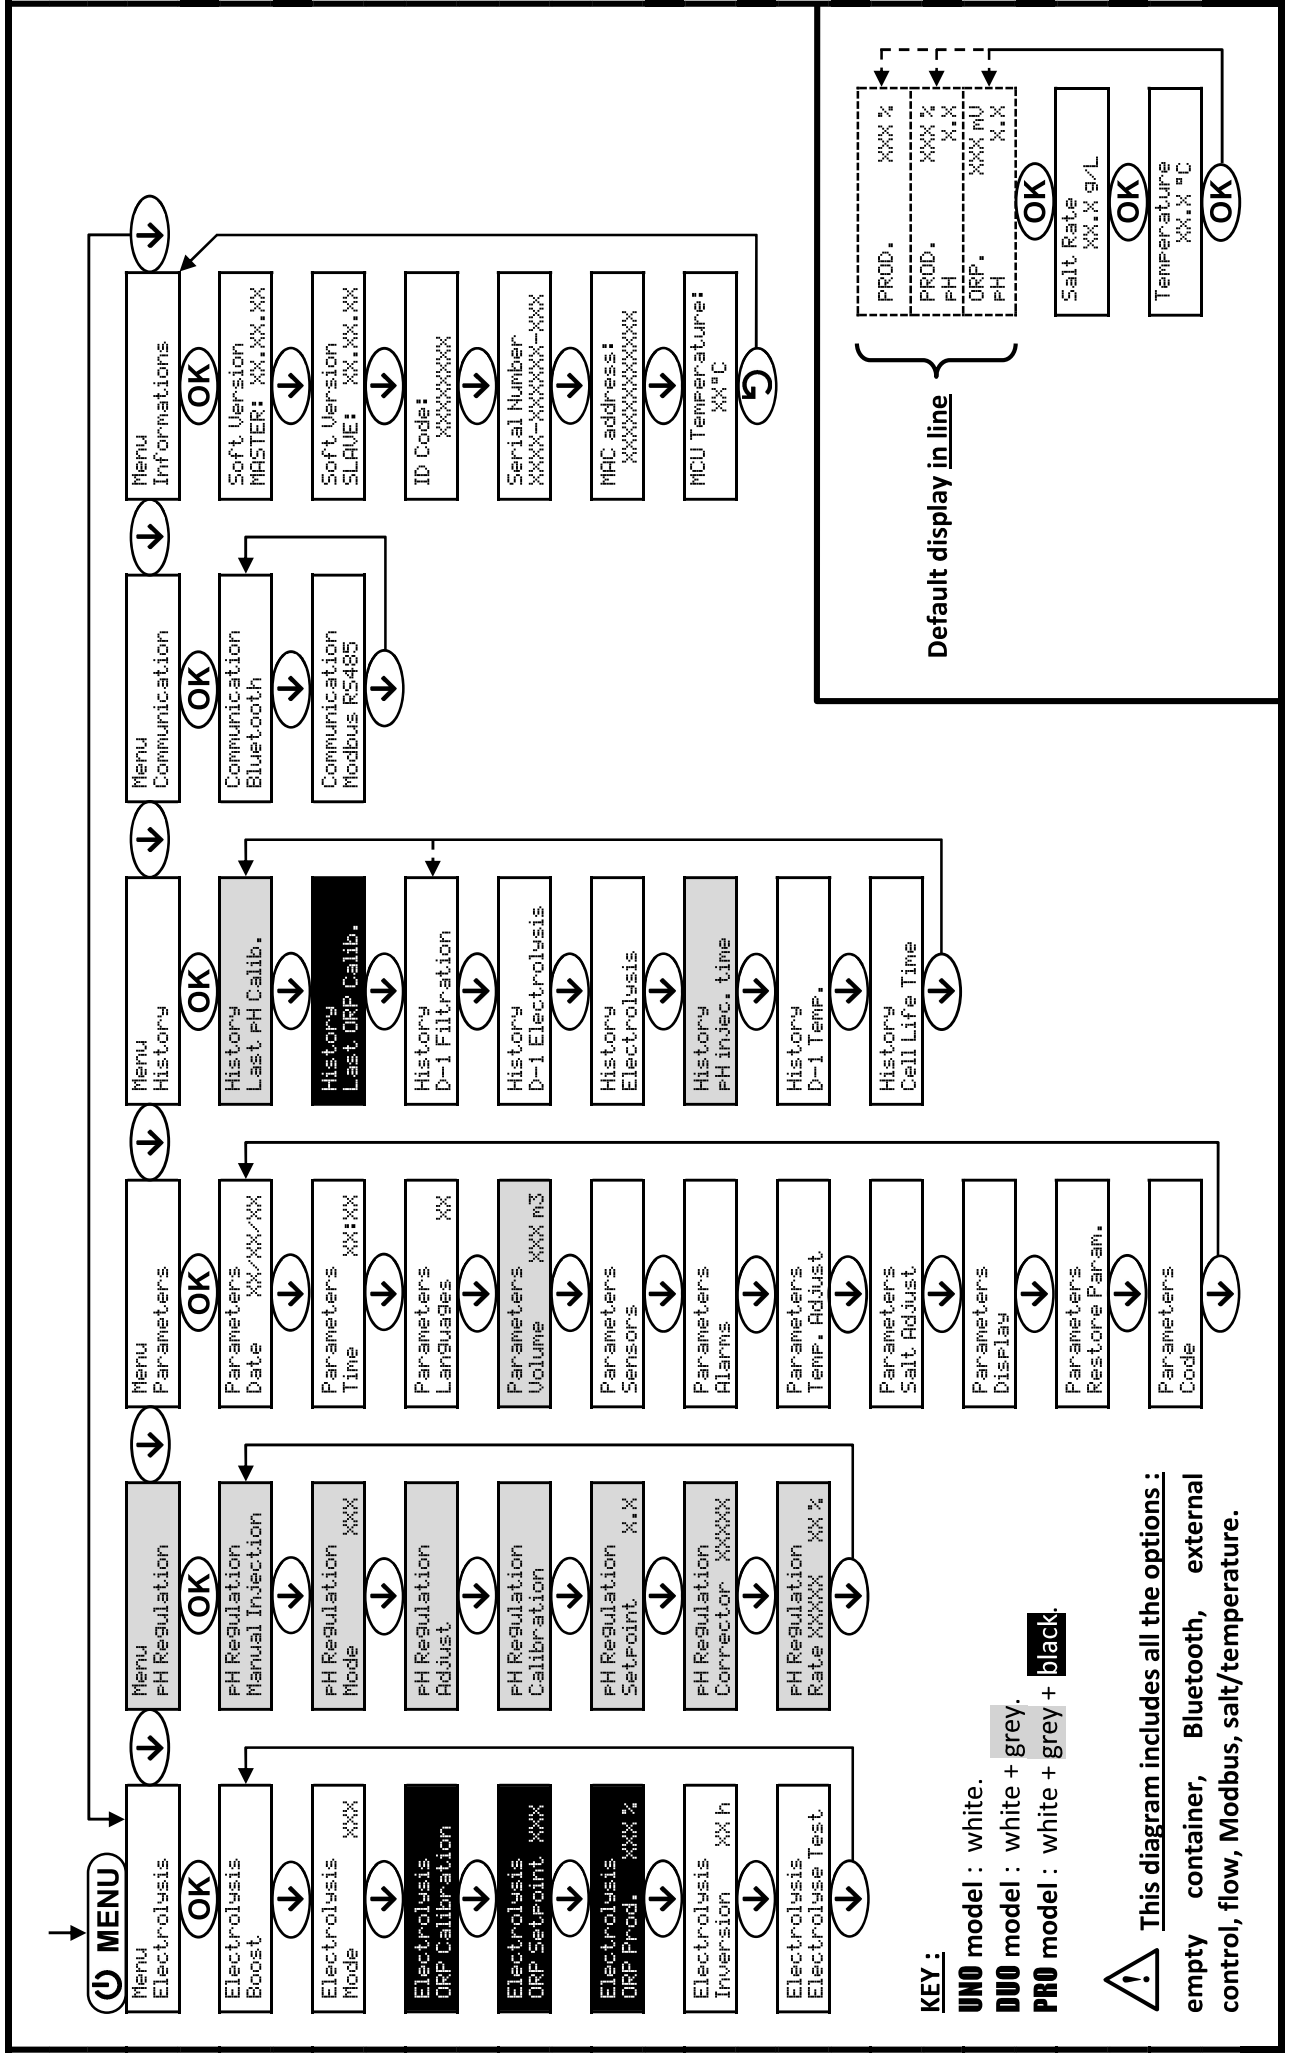 MENU
Menu
Electrolysis
OK
Electrolysis
Boost
Electrolysis
Mode XXX
Electrolysis
ORP Calibration
Electrolysis
ORP Setpoint XXX
Electrolysis
ORP Prod. XXX %
Electrolysis
Inversion XX h
Electrolysis
Electrolyse Test
Menu
pH Regulation
OK
pH Regulation
Manual Injection
pH Regulation
Mode XXX
pH Regulation
Adjust
pH Regulation
Calibration
pH Regulation
Setpoint X.X
pH Regulation
Corrector XXXXX
pH Regulation
Rate XXXXX XX %
Menu
Parameters
OK
Parameters
Date XX/XX/XX
Parameters
Time XX:XX
Parameters
Languages XX
Parameters
Volume XXX m3
Parameters
Sensors
Parameters
Alarms
Parameters
Temp. Adjust
Parameters
Salt Adjust
Parameters
Display
Parameters
Restore Param.
Parameters
Code
Menu
History
OK
History
Last pH Calib.
History
Last ORP Calib.
History
D-1 Filtration
History
D-1 Electrolysis
History
Electrolysis
History
pH injec. time
History
D-1 Temp.
History
Cell Life Time
Menu
Communication
OK
Communication
Bluetooth
Communication
Modbus RS485
Menu
Informations
OK
Soft Version
MASTER: XX.XX.XX
Soft Version
SLAVE: XX.XX.XX
ID Code:
XXXXXXXX
Serial Number
XXXX-XXXXXX-XXX
MAC address:
XXXXXXXXXXXX
MCU Temperature:
XX°C
KEY :
UNO model : white.
DUO model : white + grey.
PRO model : white + grey + black.
This diagram includes all the options :
empty container, Bluetooth, external
control, flow, Modbus, salt/temperature.
Default display in line
PROD. XXX %
PROD. XXX %
pH X.X
ORP. XXX mV
pH X.X
OK
Salt Rate
XX.X g/L
OK
Temperature
XX.X °C
OK